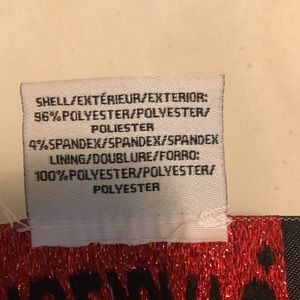 SHELL/EXTÉRIEUR/EXTERIOR:
96%POLYESTER/POLYESTER/
POLIESTER
4%SPANDEX/SPANDEX/SPANDEX
LINING/DOUBLURE/FORRO:
100%POLYESTER/POLYESTER/
POLYESTER